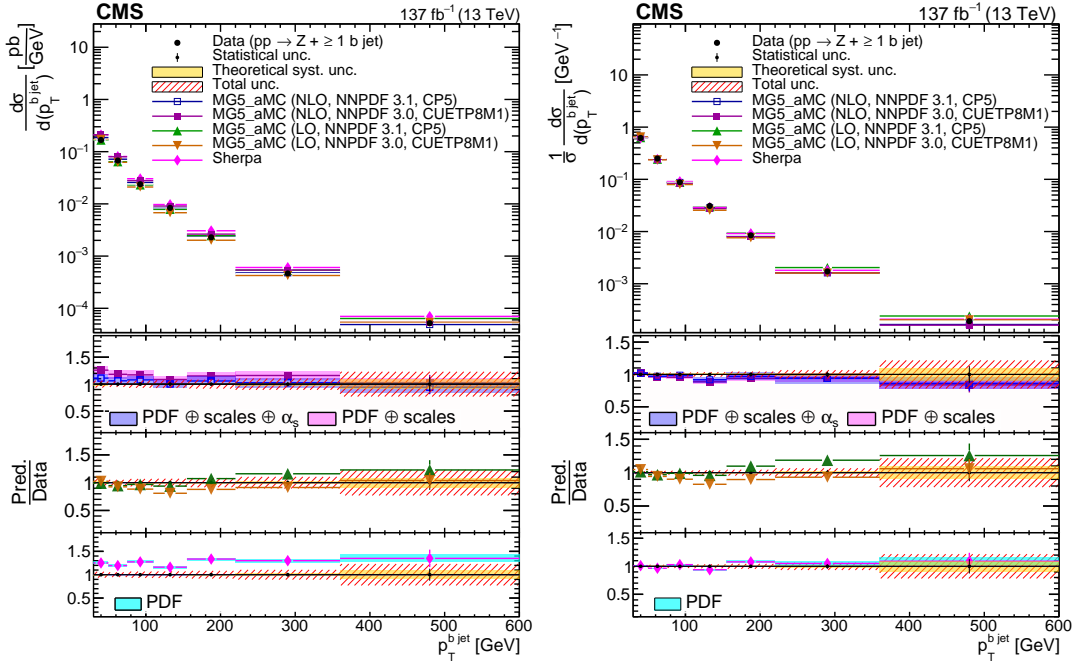 CMS
137 fb⁻¹ (13 TeV)
dσ/d(p_T^{b jet}) [pb/GeV]
Data (pp → Z + ≥ 1 b jet)
Statistical unc.
Theoretical syst. unc.
Total unc.
MG5_aMC (NLO, NNPDF 3.1, CP5)
MG5_aMC (NLO, NNPDF 3.0, CUETP8M1)
MG5_aMC (LO, NNPDF 3.1, CP5)
MG5_aMC (LO, NNPDF 3.0, CUETP8M1)
Sherpa
10
1
10⁻¹
10⁻²
10⁻³
10⁻⁴
1.5
1
0.5
PDF ⊕ scales ⊕ α_s
PDF ⊕ scales
Pred./Data
1.5
1
0.5
1.5
1
0.5
PDF
100 200 300 400 500 600
p_T^{b jet} [GeV]
CMS
137 fb⁻¹ (13 TeV)
1/σ dσ/d(p_T^{b jet}) [GeV⁻¹]
Data (pp → Z + ≥ 1 b jet)
Statistical unc.
Theoretical syst. unc.
Total unc.
MG5_aMC (NLO, NNPDF 3.1, CP5)
MG5_aMC (NLO, NNPDF 3.0, CUETP8M1)
MG5_aMC (LO, NNPDF 3.1, CP5)
MG5_aMC (LO, NNPDF 3.0, CUETP8M1)
Sherpa
10
1
10⁻¹
10⁻²
10⁻³
1.5
1
0.5
PDF ⊕ scales ⊕ α_s
PDF ⊕ scales
Pred./Data
1.5
1
0.5
1.5
1
0.5
PDF
100 200 300 400 500 600
p_T^{b jet} [GeV]